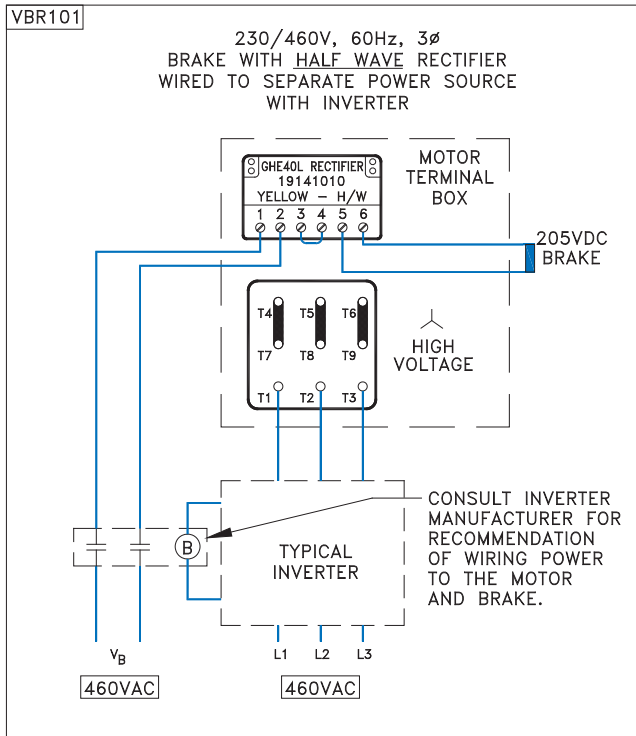 VBR101
230/460V, 60Hz, 3ø
BRAKE WITH HALF WAVE RECTIFIER
WIRED TO SEPARATE POWER SOURCE
WITH INVERTER
GHE40L RECTIFIER
19141010
YELLOW - H/W
1 2 3 4 5 6
MOTOR
TERMINAL
BOX
205VDC
BRAKE
T4 T5 T6
T7 T8 T9
T1 T2 T3
HIGH
VOLTAGE
B
TYPICAL
INVERTER
CONSULT INVERTER
MANUFACTURER FOR
RECOMMENDATION
OF WIRING POWER
TO THE MOTOR
AND BRAKE.
VB
L1 L2 L3
460VAC
460VAC